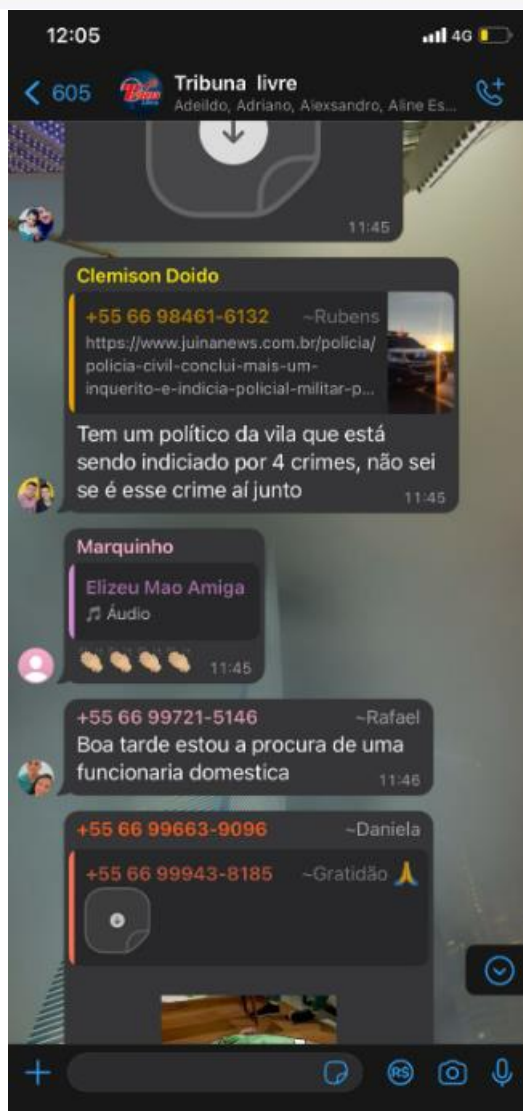 12:05
4G
605
Tribuna livre
Adeildo, Adriano, Alexsandro, Aline Es...
11:45
Clemison Doido
+55 66 98461-6132 ~Rubens
https://www.juinanews.com.br/policia/
policia-civil-conclui-mais-um-
inquerito-e-indicia-policial-militar-p...
Tem um político da vila que está
sendo indiciado por 4 crimes, não sei
se é esse crime aí junto
11:45
Marquinho
Elizeu Mao Amiga
Áudio
👏🏼👏🏼👏🏼👏🏼 11:45
+55 66 99721-5146 ~Rafael
Boa tarde estou a procura de uma
funcionaria domestica
11:46
+55 66 99663-9096 ~Daniela
+55 66 99943-8185 ~Gratidão 🙏
R$